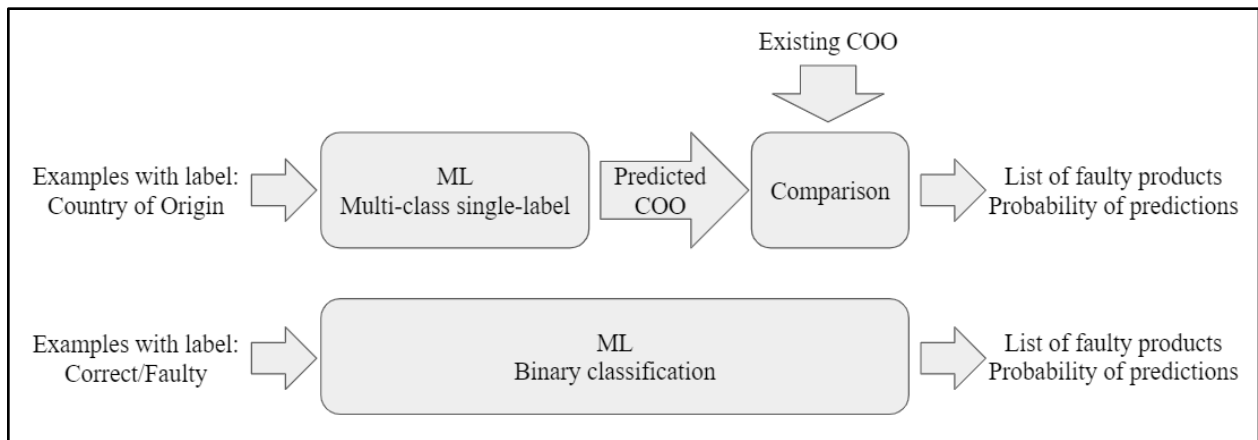 Existing COO
Examples with label:
Country of Origin
ML
Multi-class single-label
Predicted
COO
Comparison
List of faulty products
Probability of predictions
Examples with label:
Correct/Faulty
ML
Binary classification
List of faulty products
Probability of predictions